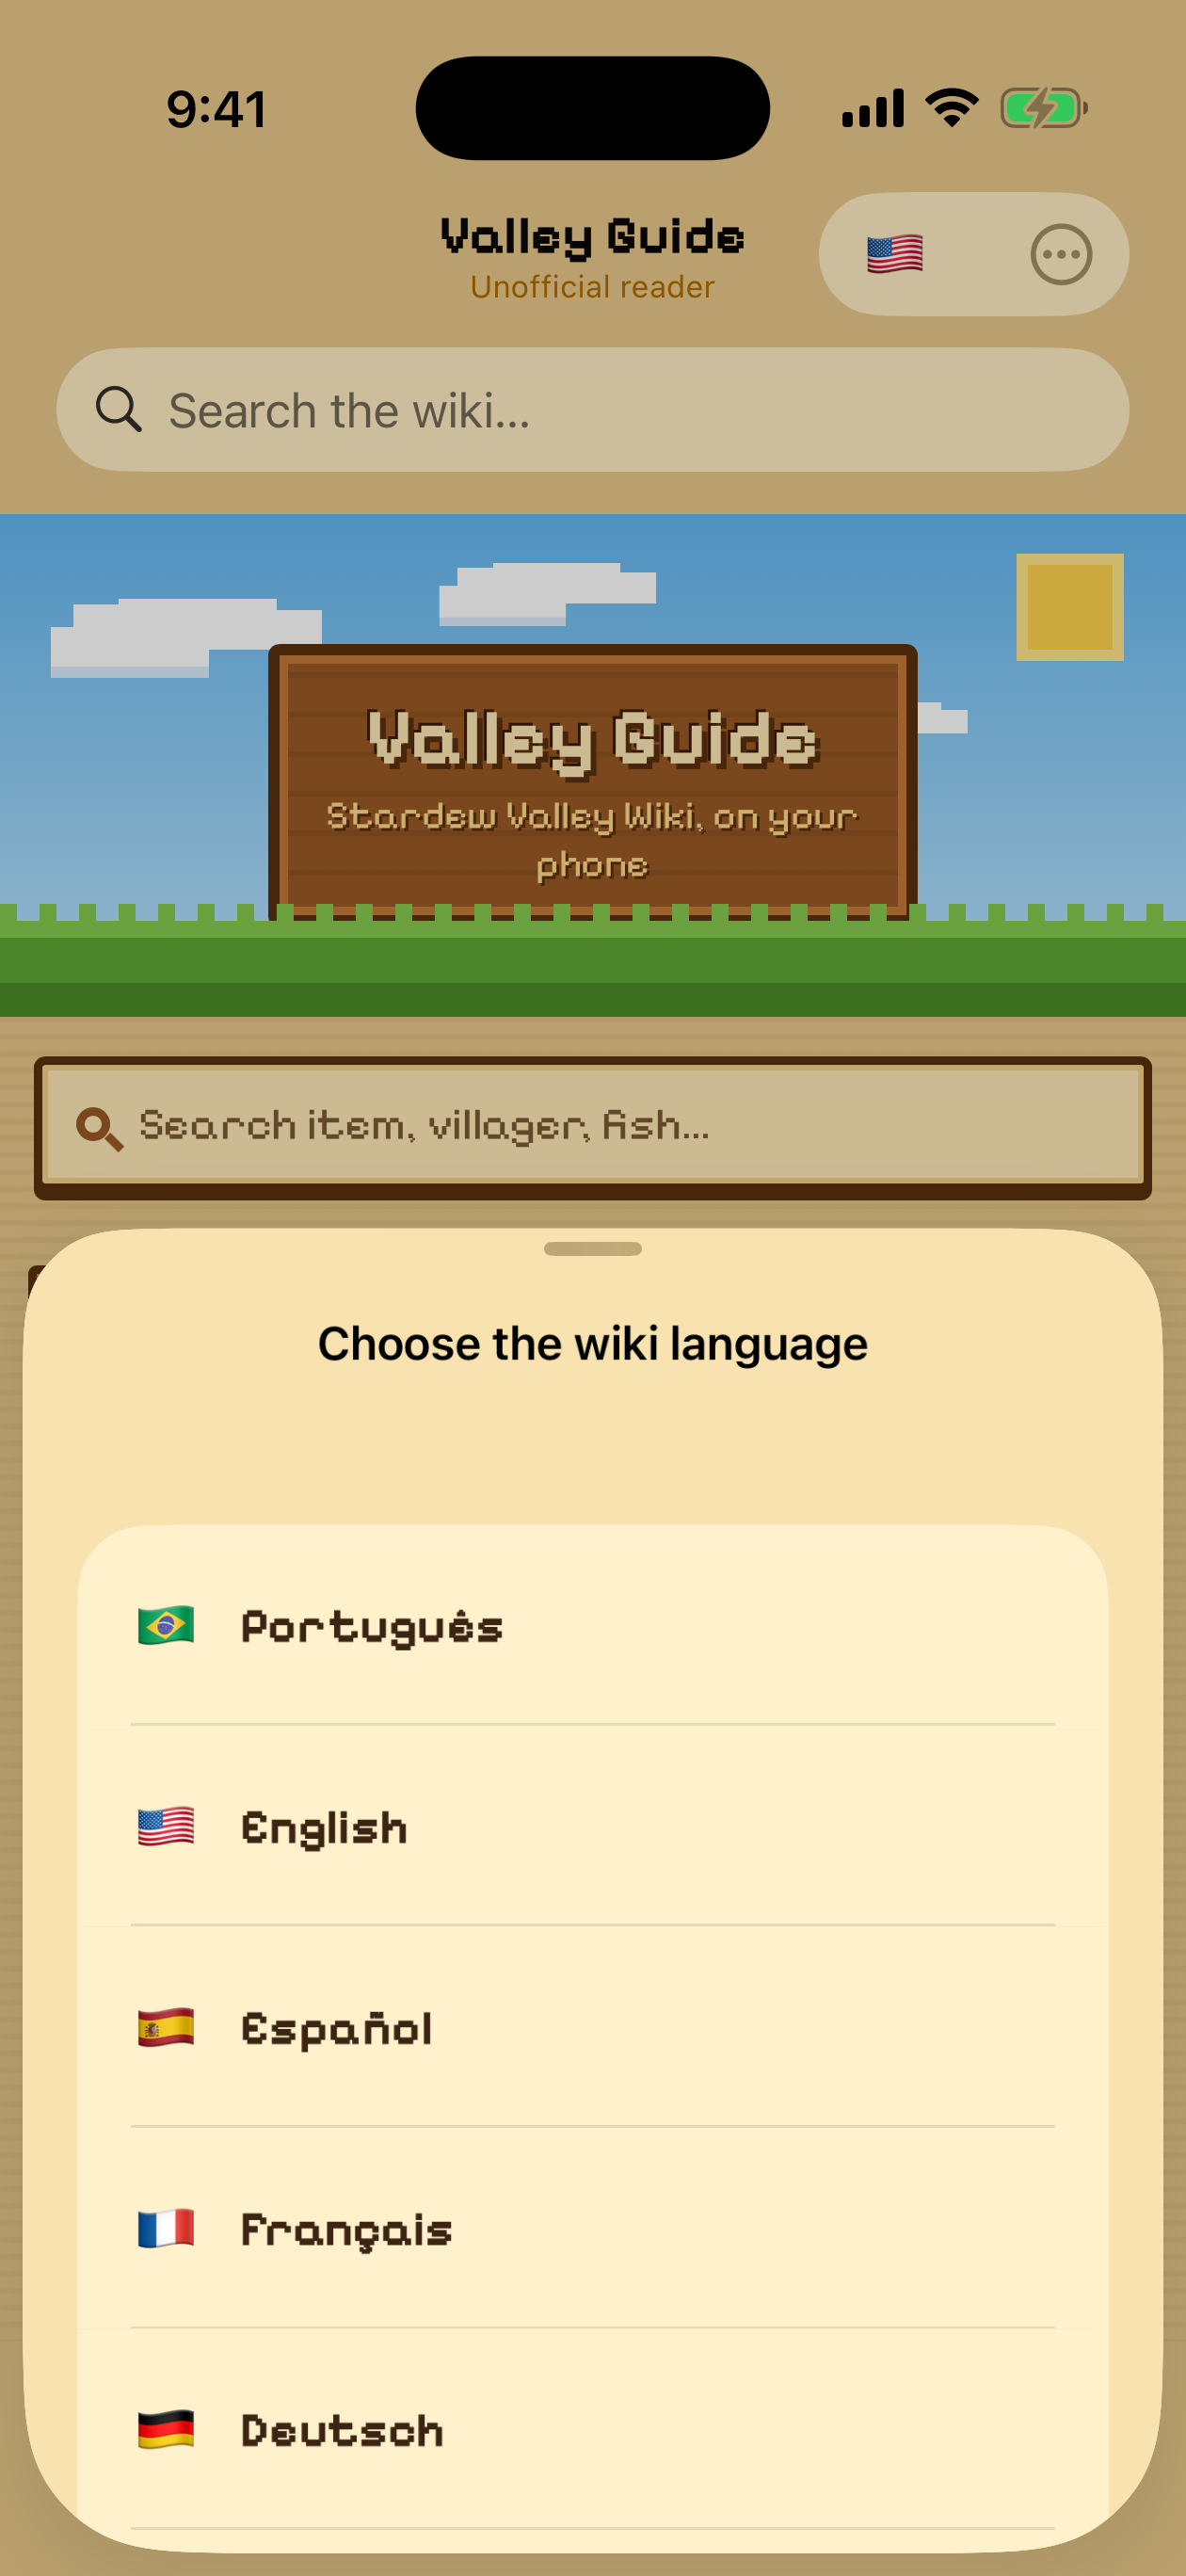 9:41
Valley Guide
Unofficial reader
Search the wiki...
Valley Guide
Stardew Valley Wiki, on your
phone
Search item, villager, fish...
Choose the wiki language
Português
English
Español
Français
Deutsch